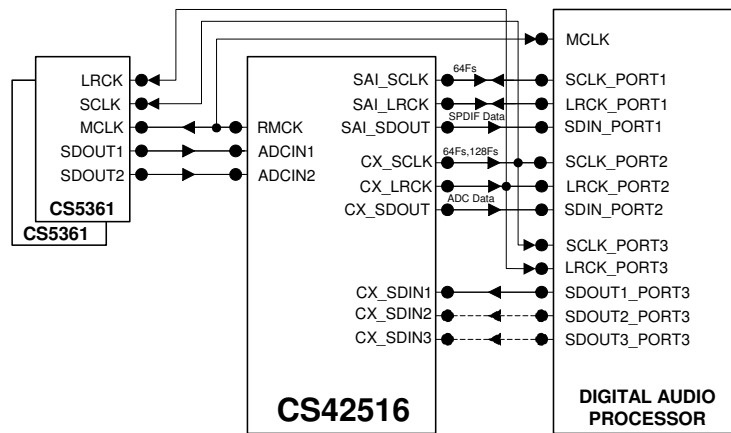 LRCK
SCLK
MCLK
SDOUT1
SDOUT2
CS5361
CS5361
RMCK
ADCIN1
ADCIN2
SAI_SCLK
SAI_LRCK
SAI_SDOUT
CX_SCLK
CX_LRCK
CX_SDOUT
CX_SDIN1
CX_SDIN2
CX_SDIN3
CS42516
64Fs
SPDIF Data
64Fs,128Fs
ADC Data
MCLK
SCLK_PORT1
LRCK_PORT1
SDIN_PORT1
SCLK_PORT2
LRCK_PORT2
SDIN_PORT2
SCLK_PORT3
LRCK_PORT3
SDOUT1_PORT3
SDOUT2_PORT3
SDOUT3_PORT3
DIGITAL AUDIO
PROCESSOR